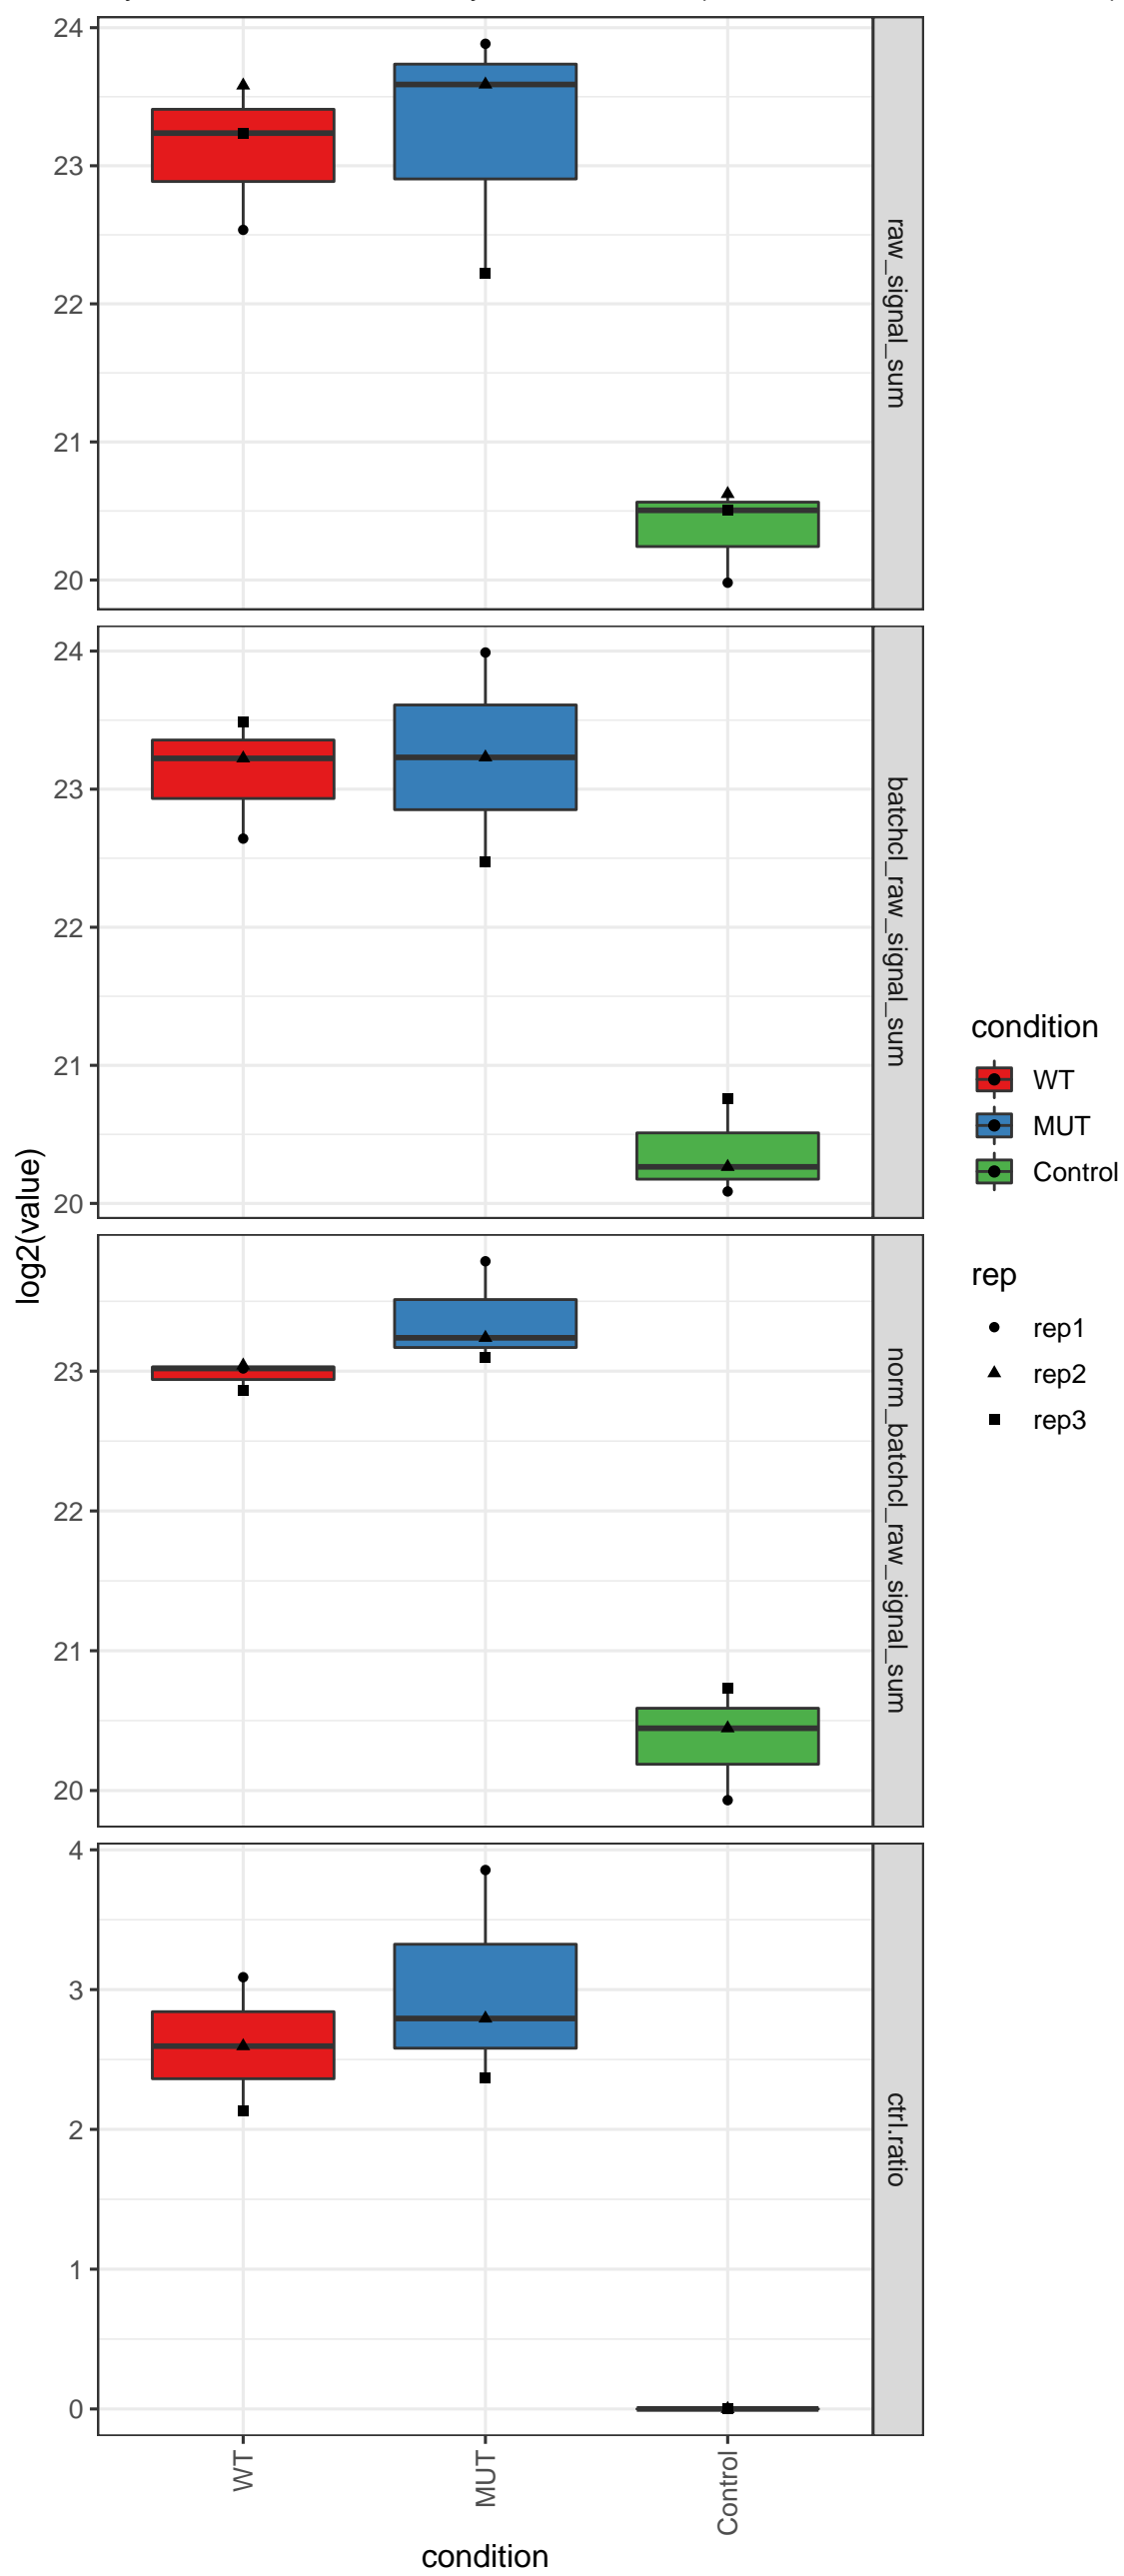 24
23
22
21
20
raw_signal_sum
24
23
22
21
20
batchcl_raw_signal_sum
23
22
21
20
norm_batchcl_raw_signal_sum
4
3
2
1
0
ctrl.ratio
log2(value)
WT
MUT
Control
condition
condition
WT
MUT
Control
rep
rep1
rep2
rep3